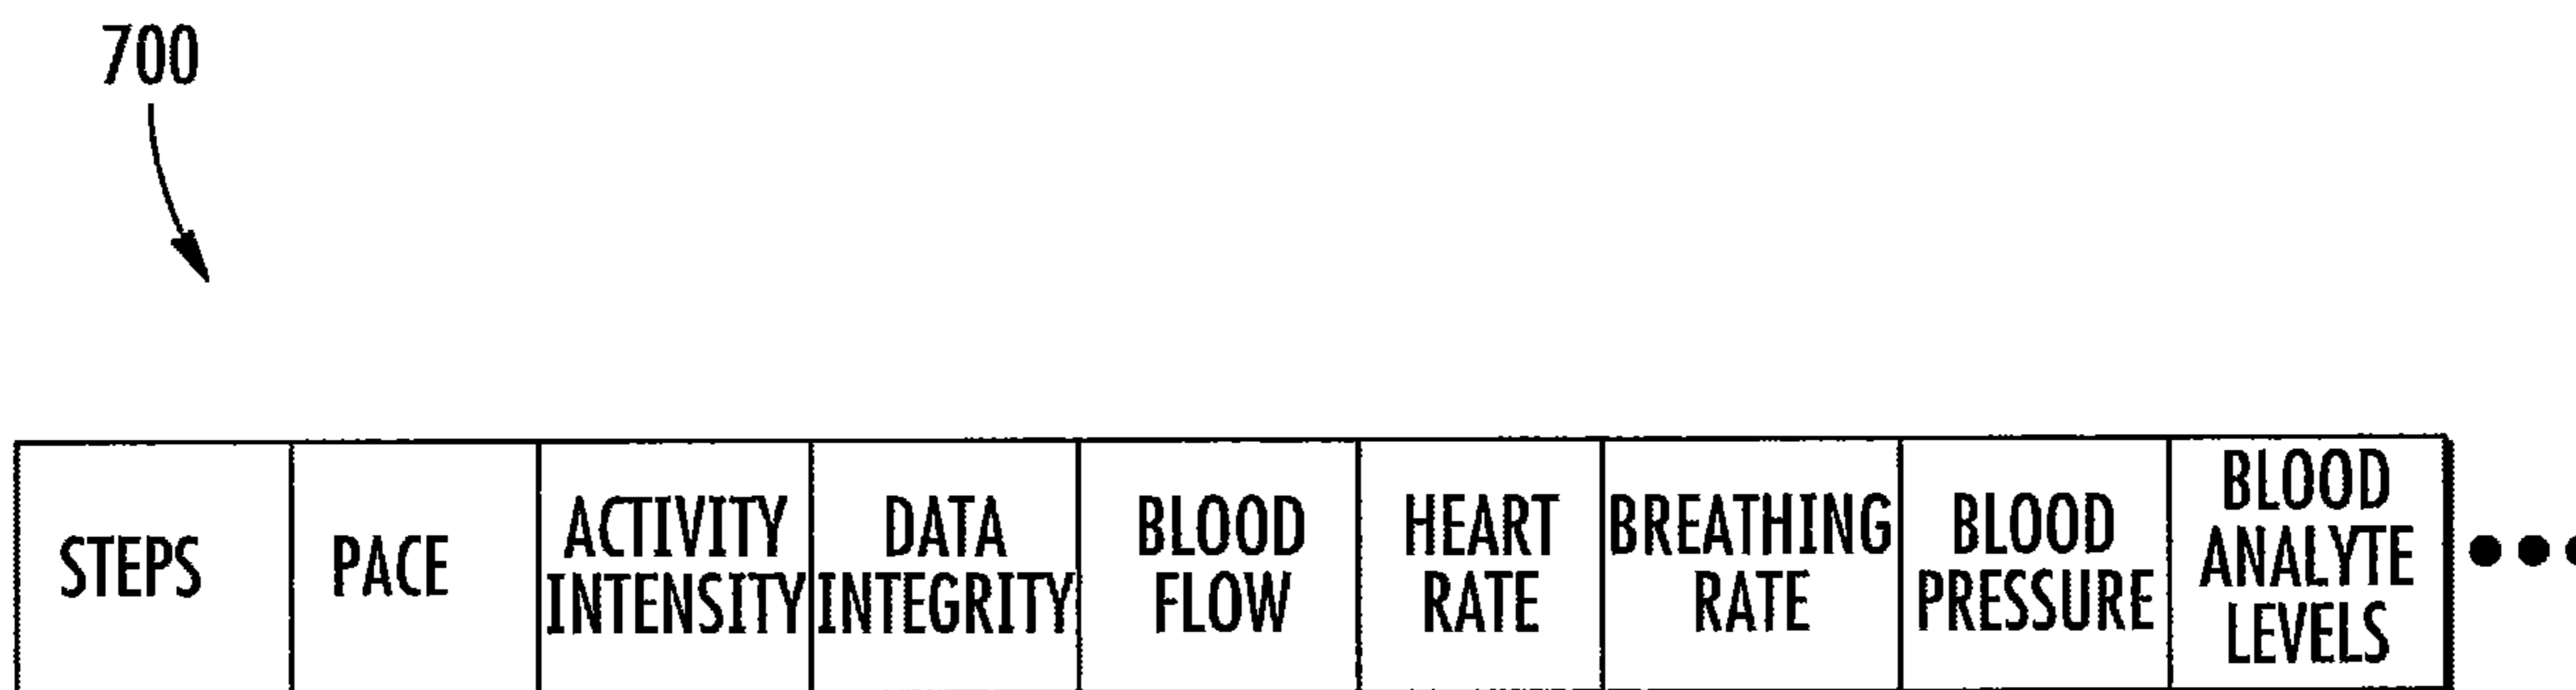 700
STEPS
PACE
ACTIVITY
INTENSITY
DATA
INTEGRITY
BLOOD
FLOW
HEART
RATE
BREATHING
RATE
BLOOD
PRESSURE
BLOOD
ANALYTE
LEVELS